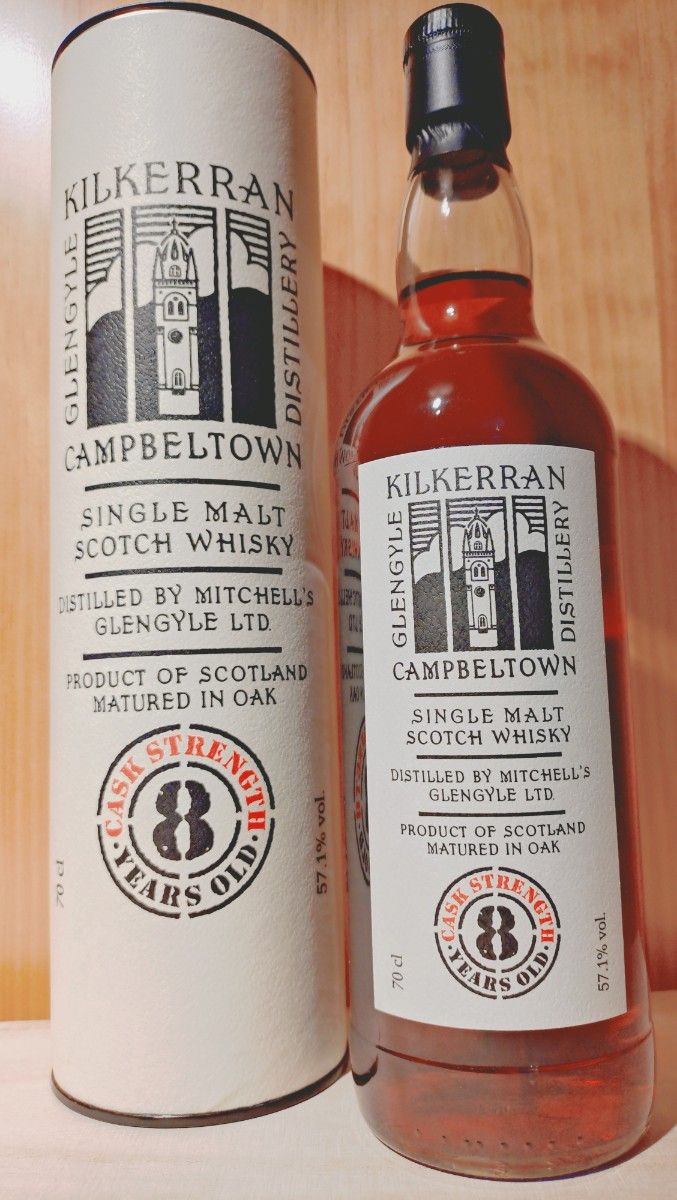 KILKERRAN
GLENGYLE
DISTILLERY
CAMPBELTOWN
SINGLE MALT
SCOTCH WHISKY
DISTILLED BY MITCHELL'S
GLENGYLE LTD.
PRODUCT OF SCOTLAND
MATURED IN OAK
CASK STRENGTH
8
·YEARS OLD·
70 cl
57.1% vol.
KILKERRAN
GLENGYLE
DISTILLERY
CAMPBELTOWN
SINGLE MALT
SCOTCH WHISKY
DISTILLED BY MITCHELL'S
GLENGYLE LTD.
PRODUCT OF SCOTLAND
MATURED IN OAK
CASK STRENGTH
8
·YEARS OLD·
70 cl
57.1% vol.